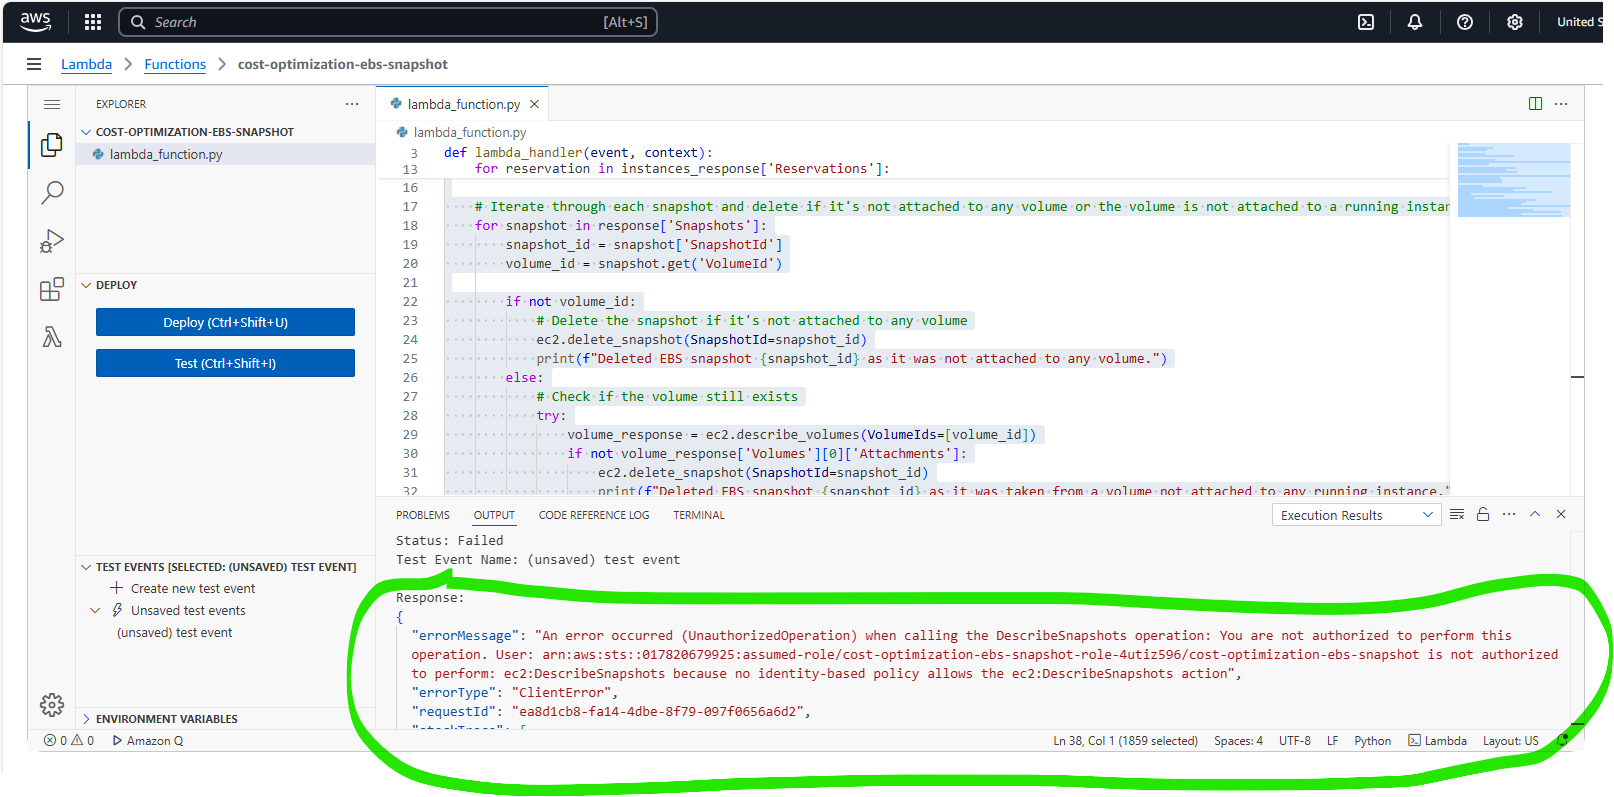 aws
Search
[Alt+S]
United S
Lambda
Functions
cost-optimization-ebs-snapshot
EXPLORER
COST-OPTIMIZATION-EBS-SNAPSHOT
lambda_function.py
DEPLOY
Deploy (Ctrl+Shift+U)
Test (Ctrl+Shift+I)
TEST EVENTS [SELECTED: (UNSAVED) TEST EVENT]
Create new test event
Unsaved test events
(unsaved) test event
ENVIRONMENT VARIABLES
lambda_function.py
lambda_function.py
3 def lambda_handler(event, context):
13 for reservation in instances_response['Reservations']:
16
17 # Iterate through each snapshot and delete if it's not attached to any volume or the volume is not attached to a running instan
18 for snapshot in response['Snapshots']:
19 snapshot_id = snapshot['SnapshotId']
20 volume_id = snapshot.get('VolumeId')
21
22 if not volume_id:
23 # Delete the snapshot if it's not attached to any volume
24 ec2.delete_snapshot(SnapshotId=snapshot_id)
25 print(f"Deleted EBS snapshot {snapshot_id} as it was not attached to any volume.")
26 else:
27 # Check if the volume still exists
28 try:
29 volume_response = ec2.describe_volumes(VolumeIds=[volume_id])
30 if not volume_response['Volumes'][0]['Attachments']:
31 ec2.delete_snapshot(SnapshotId=snapshot_id)
32 print(f"Deleted EBS snapshot {snapshot_id} as it was taken from a volume not attached to any running instance."
PROBLEMS
OUTPUT
CODE REFERENCE LOG
TERMINAL
Execution Results
Status: Failed
Test Event Name: (unsaved) test event
Response:
{
"errorMessage": "An error occurred (UnauthorizedOperation) when calling the DescribeSnapshots operation: You are not authorized to perform this
operation. User: arn:aws:sts::017820679925:assumed-role/cost-optimization-ebs-snapshot-role-4utiz596/cost-optimization-ebs-snapshot is not authorized
to perform: ec2:DescribeSnapshots because no identity-based policy allows the ec2:DescribeSnapshots action",
"errorType": "ClientError",
"requestId": "ea8d1cb8-fa14-4dbe-8f79-097f0656a6d2",
"stackTrace": [
0 0
Amazon Q
Ln 38, Col 1 (1859 selected)
Spaces: 4
UTF-8
LF
Python
Lambda
Layout: US